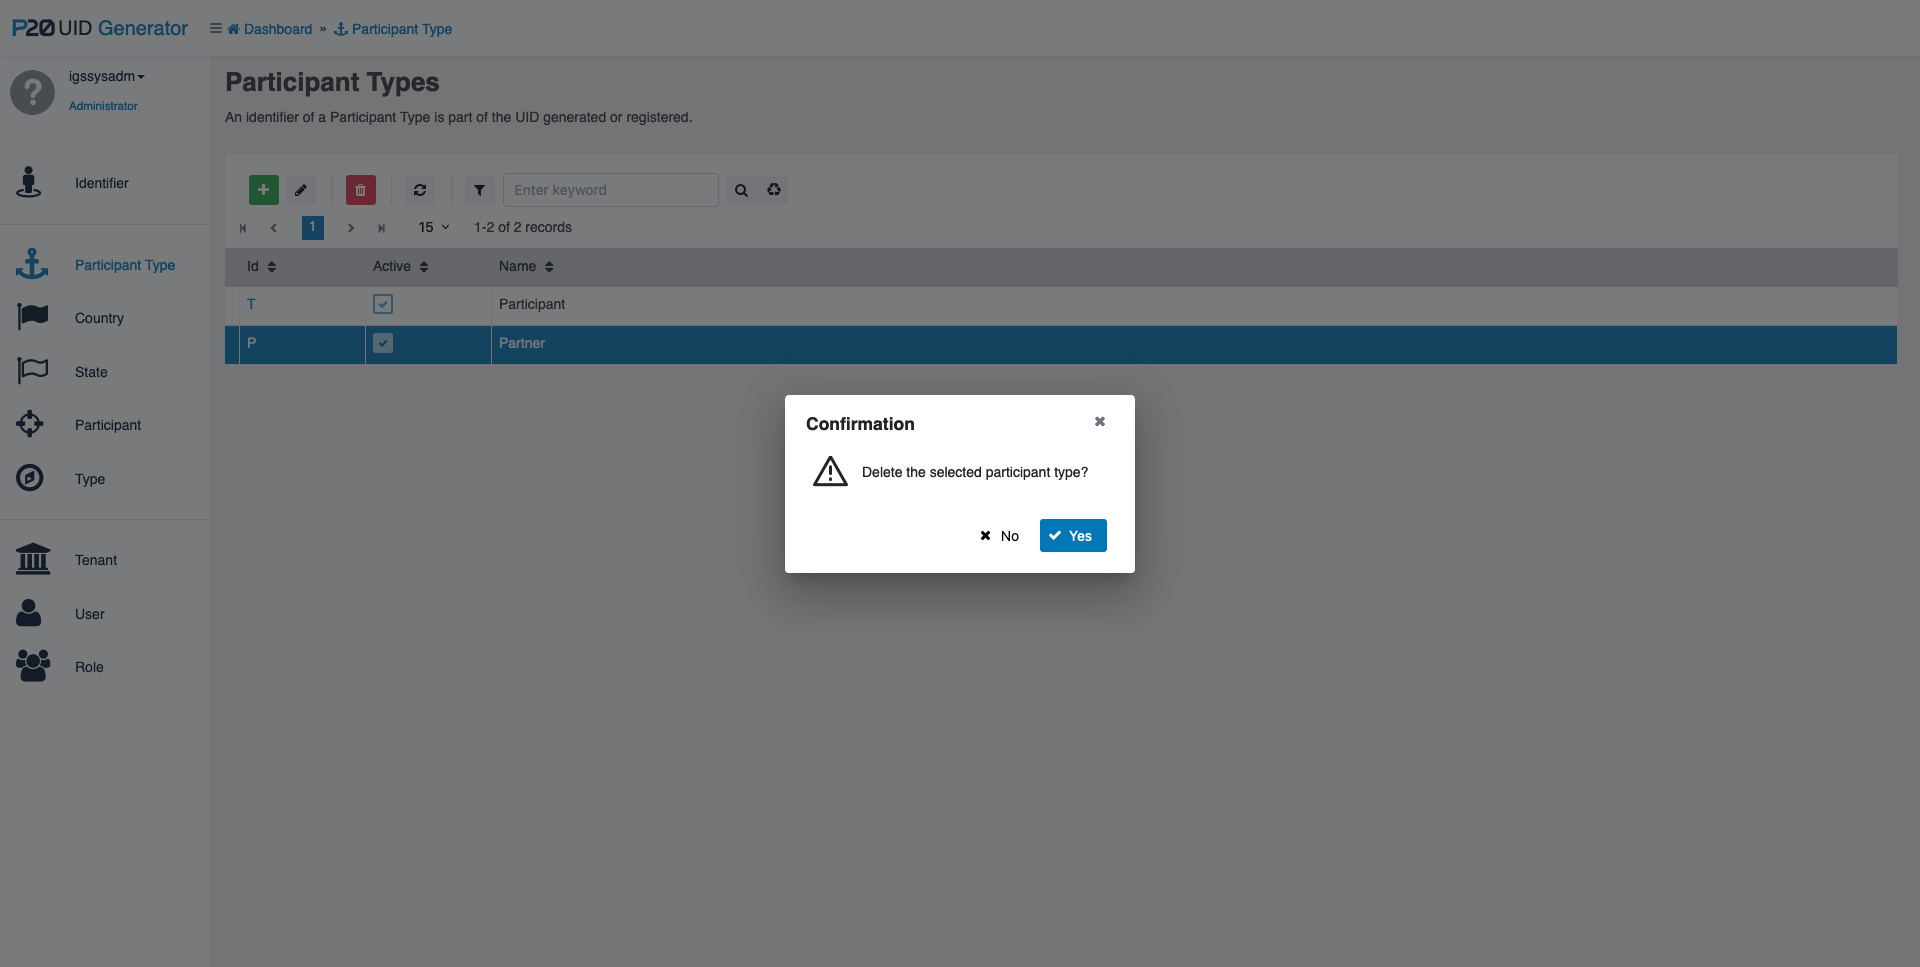 P20 UID Generator
Dashboard » Participant Type
igssysadm
Administrator
Identifier
Participant Type
Country
State
Participant
Type
Tenant
User
Role
Participant Types
An identifier of a Participant Type is part of the UID generated or registered.
Enter keyword
1 15 1-2 of 2 records
Id Active Name
T Participant
P Partner
Confirmation
Delete the selected participant type?
No Yes